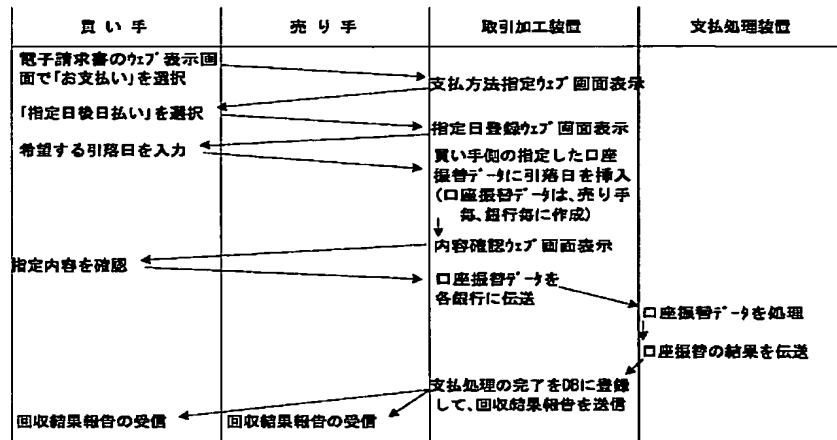 買い手 売り手 取引加工装置 支払処理装置
電子請求書のウェブ表示画
面で「お支払い」を選択
支払方法指定ウェブ画面表示
「指定日後日払い」を選択
指定日登録ウェブ画面表示
希望する引落日を入力
買い手側の指定した口座
振替データに引落日を挿入
(口座振替データは、売り手
毎、銀行毎に作成)
内容確認ウェブ画面表示
指定内容を確認
口座振替データを
各銀行に伝送
口座振替データを処理
口座振替の結果を伝送
支払処理の完了をDBに登録
して、回収結果報告を送信
回収結果報告の受信 回収結果報告の受信